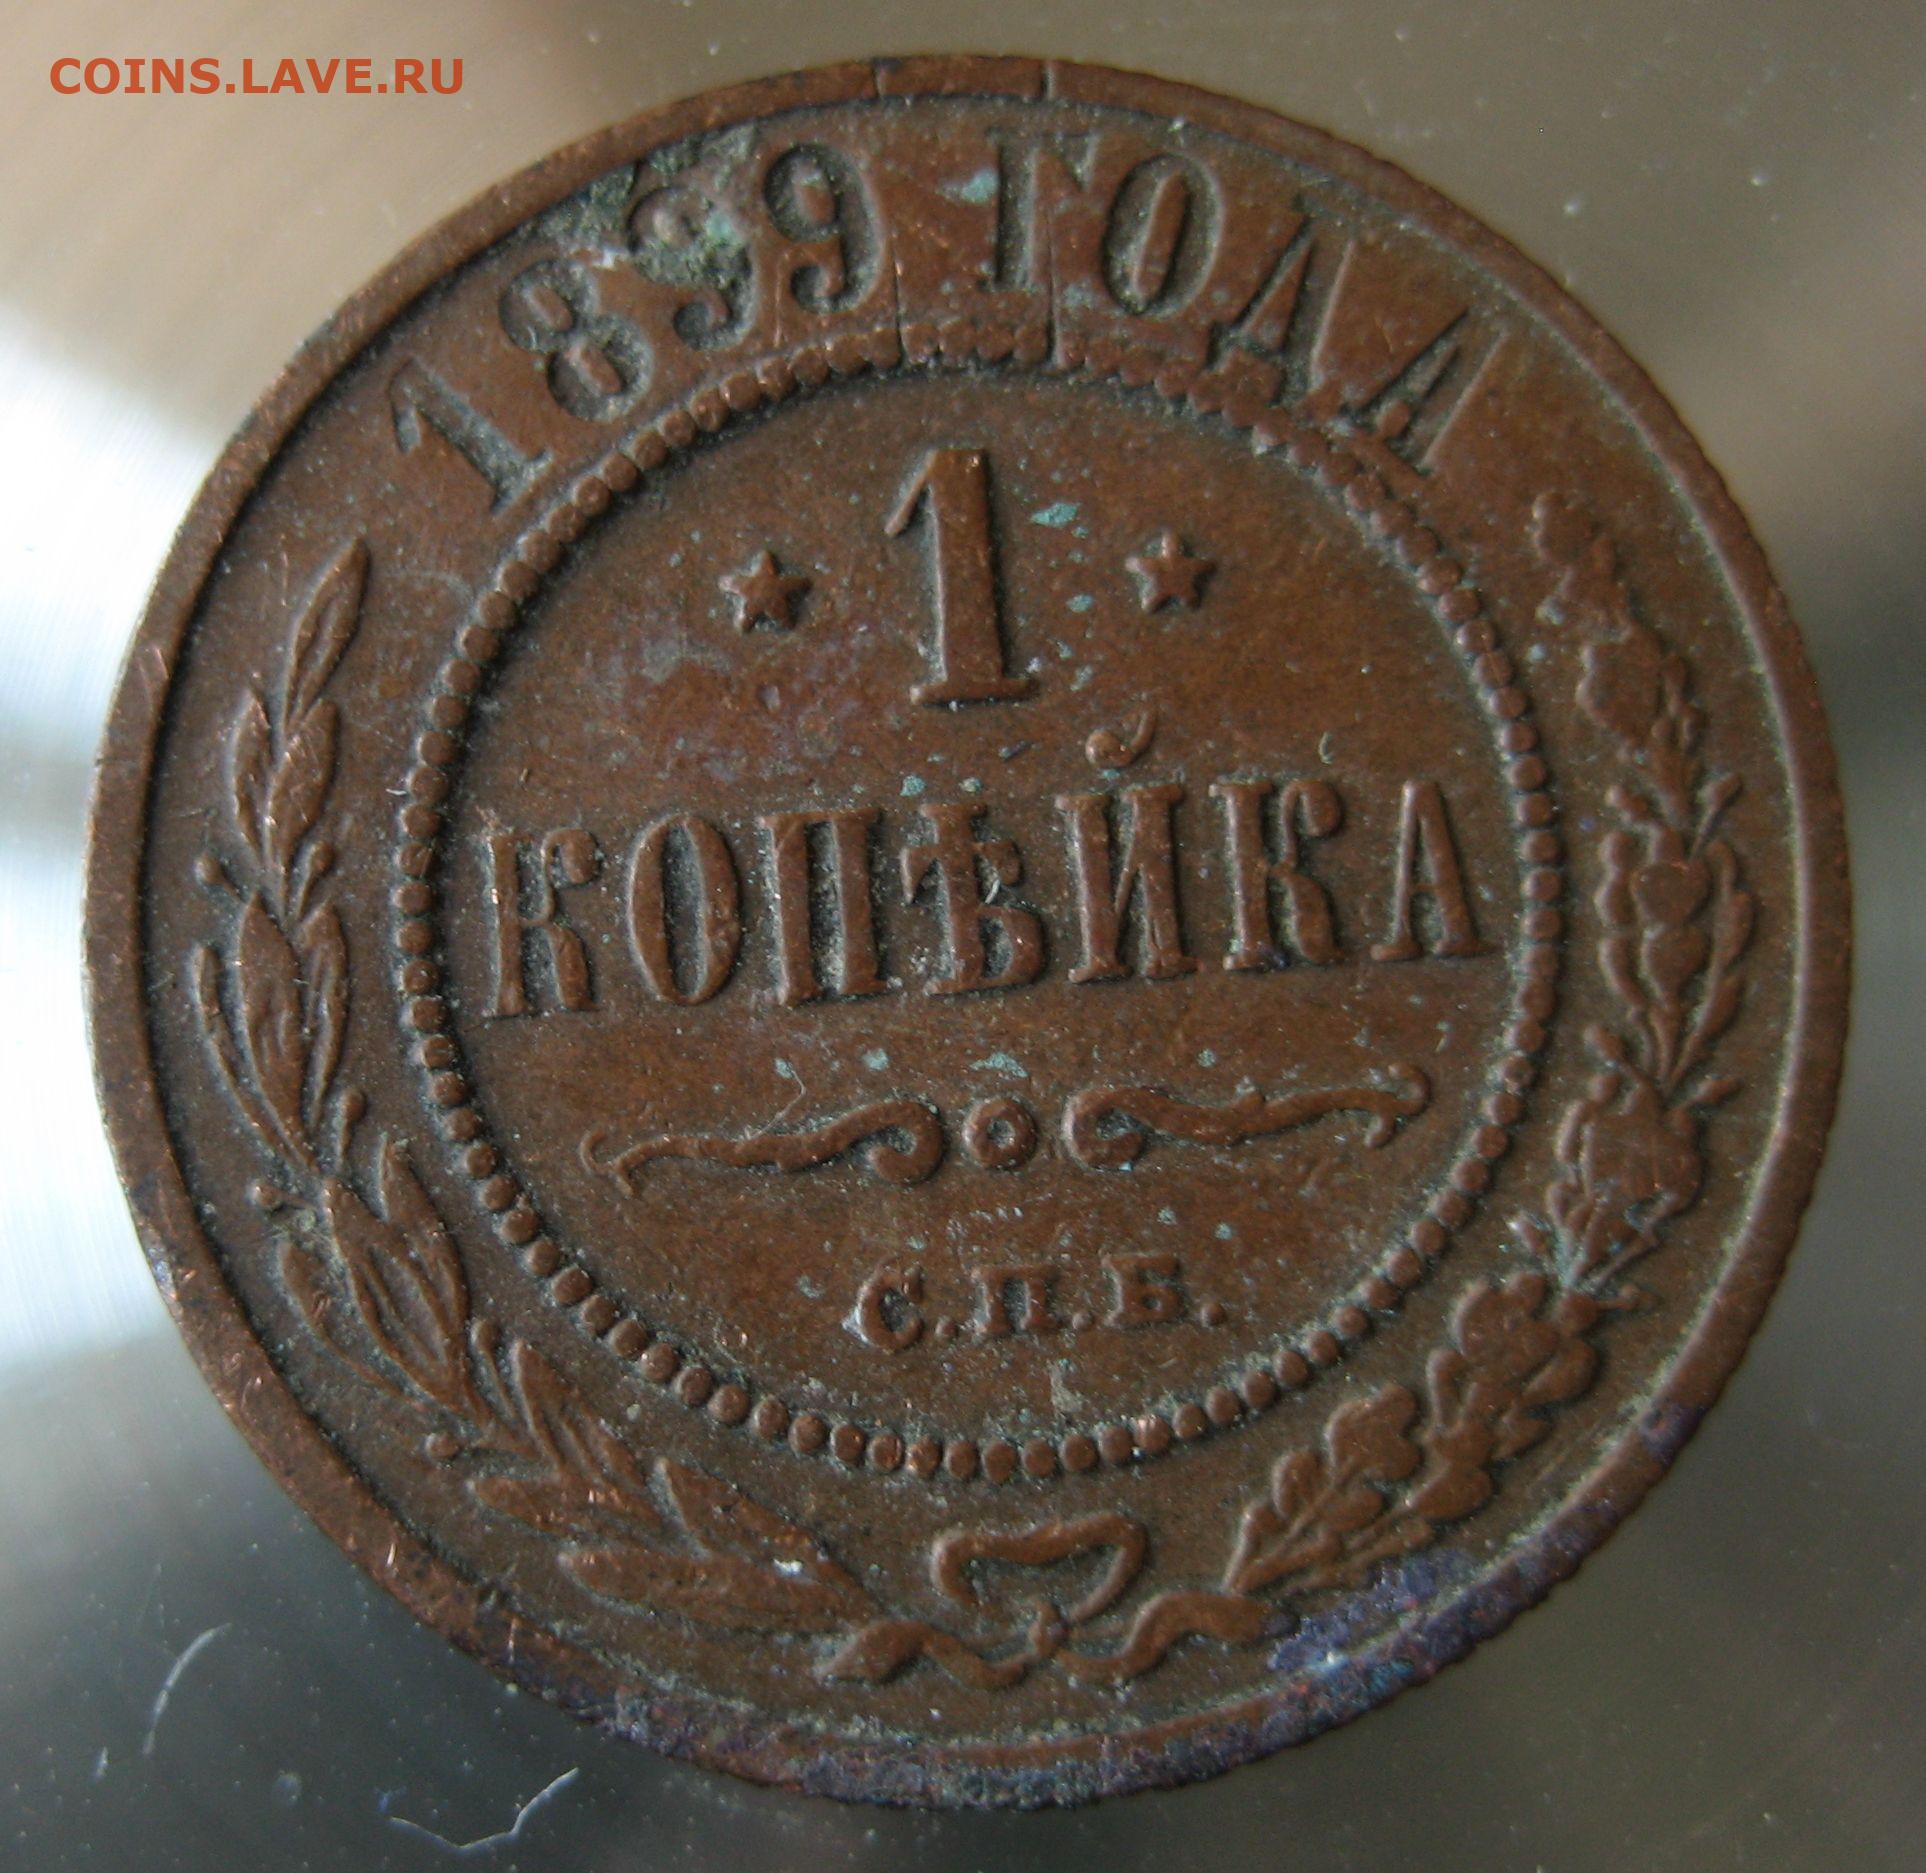 COINS.LAVE.RU
1899 ГОДА
1
КОПѢЙКА
С.П.Б.